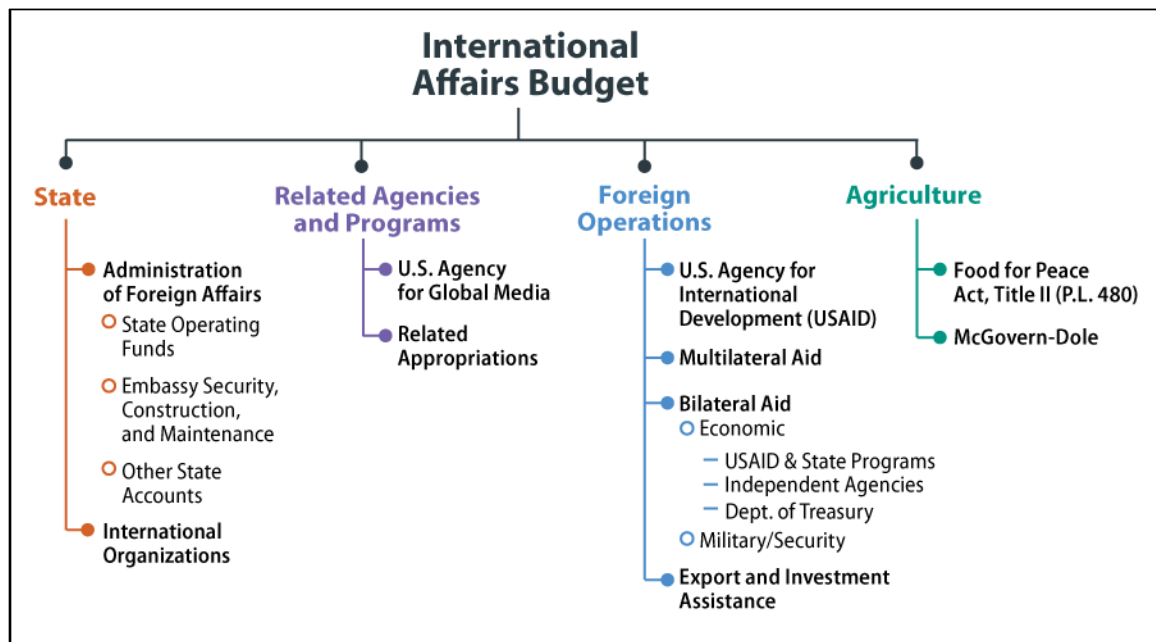 International
Affairs Budget
State
Administration
of Foreign Affairs
State Operating
Funds
Embassy Security,
Construction,
and Maintenance
Other State
Accounts
International
Organizations
Related Agencies
and Programs
U.S. Agency
for Global Media
Related
Appropriations
Foreign
Operations
U.S. Agency for
International
Development (USAID)
Multilateral Aid
Bilateral Aid
Economic
USAID & State Programs
Independent Agencies
Dept. of Treasury
Military/Security
Export and Investment
Assistance
Agriculture
Food for Peace
Act, Title II (P.L. 480)
McGovern-Dole